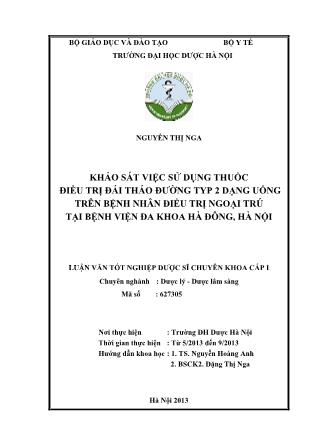 BỘ GIÁO DỤC VÀ ĐÀO TẠO BỘ Y TẾ
TRƯỜNG ĐẠI HỌC DƯỢC HÀ NỘI
NGUYỄN THỊ NGA
KHẢO SÁT VIỆC SỬ DỤNG THUỐC
ĐIỀU TRỊ ĐÁI THÁO ĐƯỜNG TYP 2 DẠNG UỐNG
TRÊN BỆNH NHÂN ĐIỀU TRỊ NGOẠI TRÚ
TẠI BỆNH VIỆN ĐA KHOA HÀ ĐÔNG, HÀ NỘI
LUẬN VĂN TỐT NGHIỆP DƯỢC SĨ CHUYÊN KHOA CẤP I
Chuyên nghành : Dược lý - Dược lâm sàng
Mã số : 627305
Nơi thực hiện : Trường ĐH Dược Hà Nội
Thời gian thực hiện : Từ 5/2013 đến 9/2013
Hướng dẫn khoa học : 1. TS. Nguyễn Hoàng Anh
2. BSCK2. Đặng Thị Nga
Hà Nội 2013